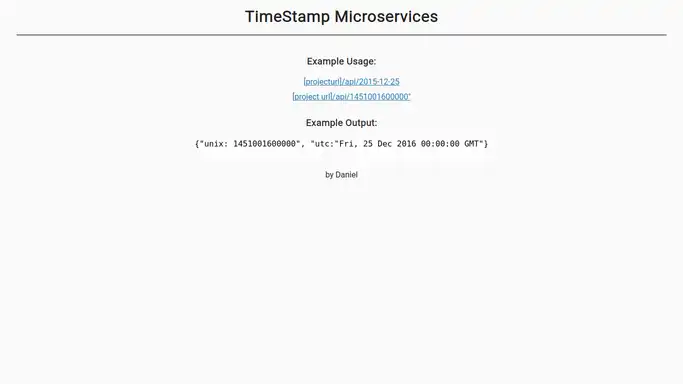 TimeStamp Microservices
Example Usage:
[projecturl]/api/2015-12-25
[project url]/api/1451001600000"
Example Output:
{"unix: 1451001600000", "utc:"Fri, 25 Dec 2016 00:00:00 GMT"}
by Daniel